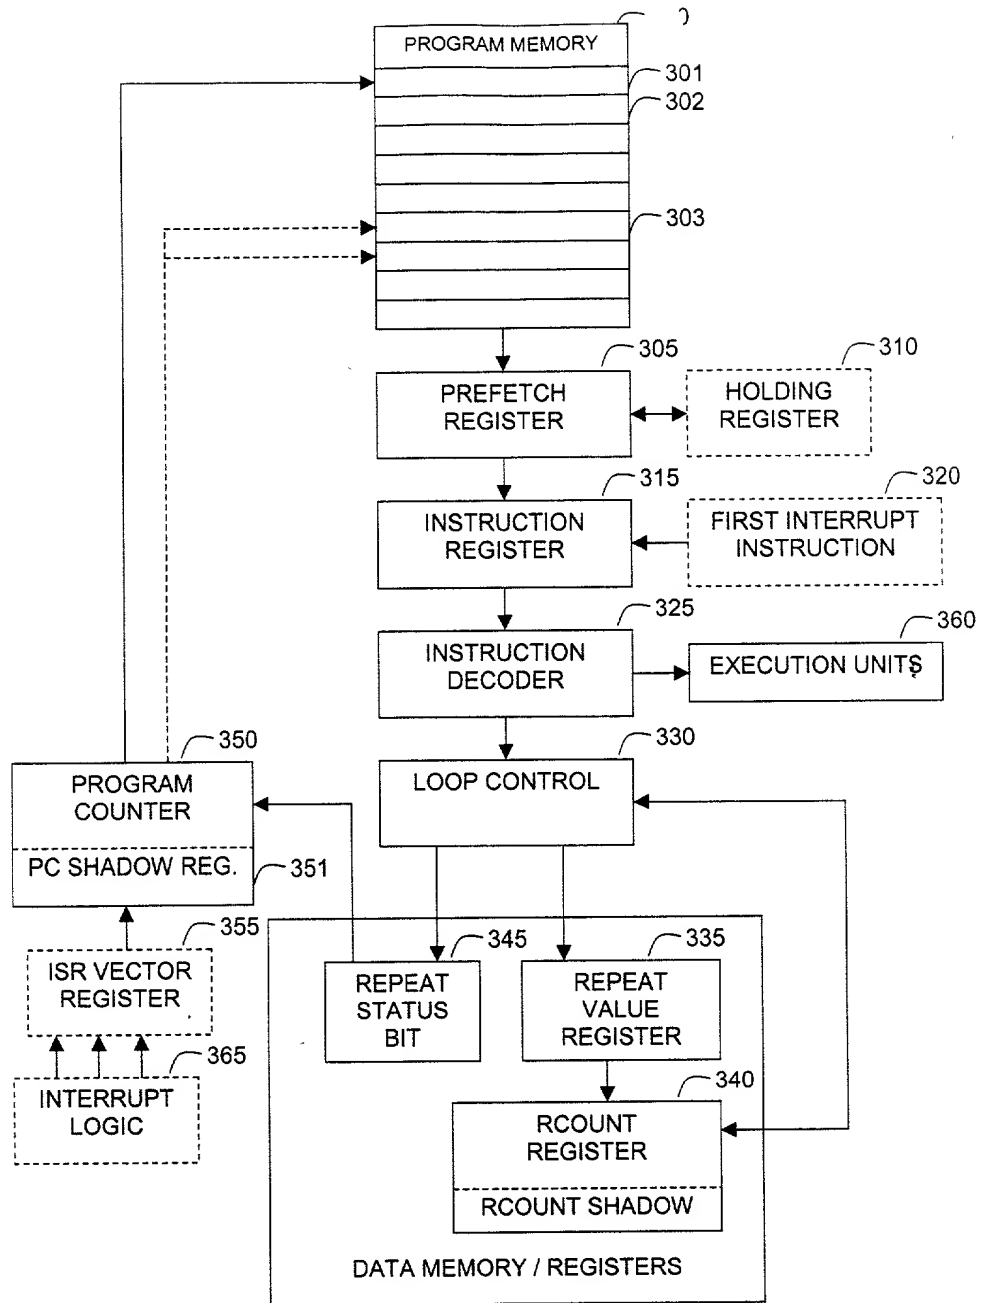 PROGRAM MEMORY
301
302
303
305
PREFETCH
REGISTER
310
HOLDING
REGISTER
315
INSTRUCTION
REGISTER
320
FIRST INTERRUPT
INSTRUCTION
325
INSTRUCTION
DECODER
360
EXECUTION UNITS
330
LOOP CONTROL
350
PROGRAM
COUNTER
PC SHADOW REG.
351
355
ISR VECTOR
REGISTER
365
INTERRUPT
LOGIC
345
REPEAT
STATUS
BIT
335
REPEAT
VALUE
REGISTER
340
RCOUNT
REGISTER
RCOUNT SHADOW
DATA MEMORY / REGISTERS